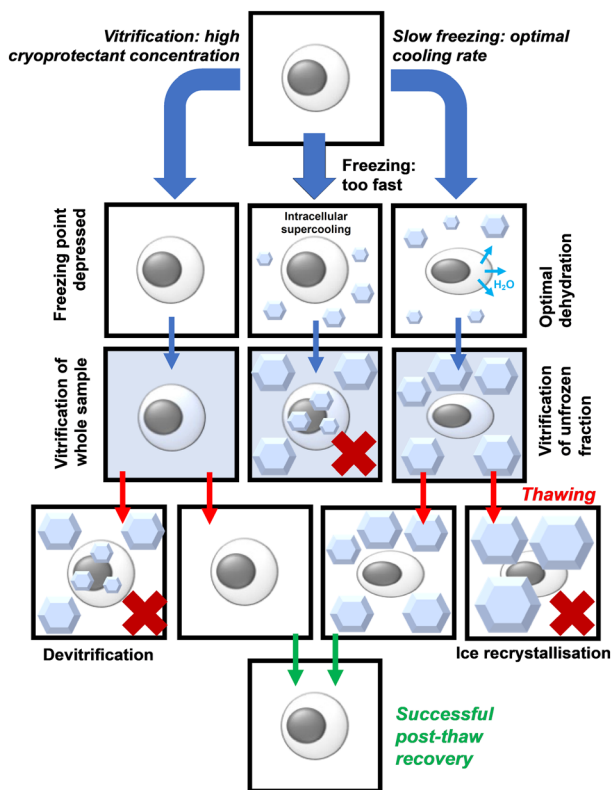 Vitrification: high
cryoprotectant concentration
Slow freezing: optimal
cooling rate
Freezing:
too fast
Freezing point
depressed
Intracellular
supercooling
H₂O
Optimal
dehydration
Vitrification of
whole sample
Vitrification
of unfrozen
fraction
Thawing
Devitrification
Ice recrystallisation
Successful
post-thaw
recovery